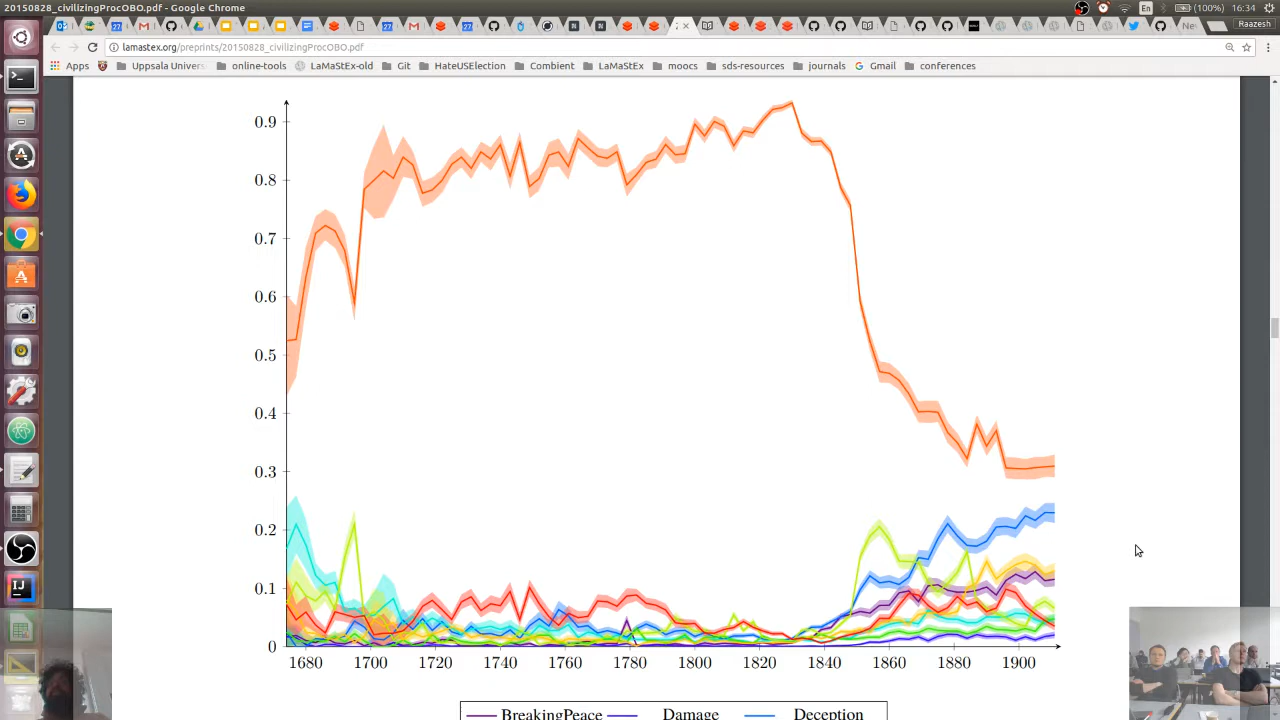 20150828_civilizingProcOBO.pdf - Google Chrome
En
(100%)
16:34
Raazesh
lamastex.org/preprints/20150828_civilizingProcOBO.pdf
Apps
Uppsala Univers
online-tools
LaMaStEx-old
Git
HateUSElection
Combient
LaMaStEx
moocs
sds-resources
journals
Gmail
conferences
0.9
0.8
0.7
0.6
0.5
0.4
0.3
0.2
0.1
0
1680 1700 1720 1740 1760 1780 1800 1820 1840 1860 1880 1900
BreakingPeace Damage Deception